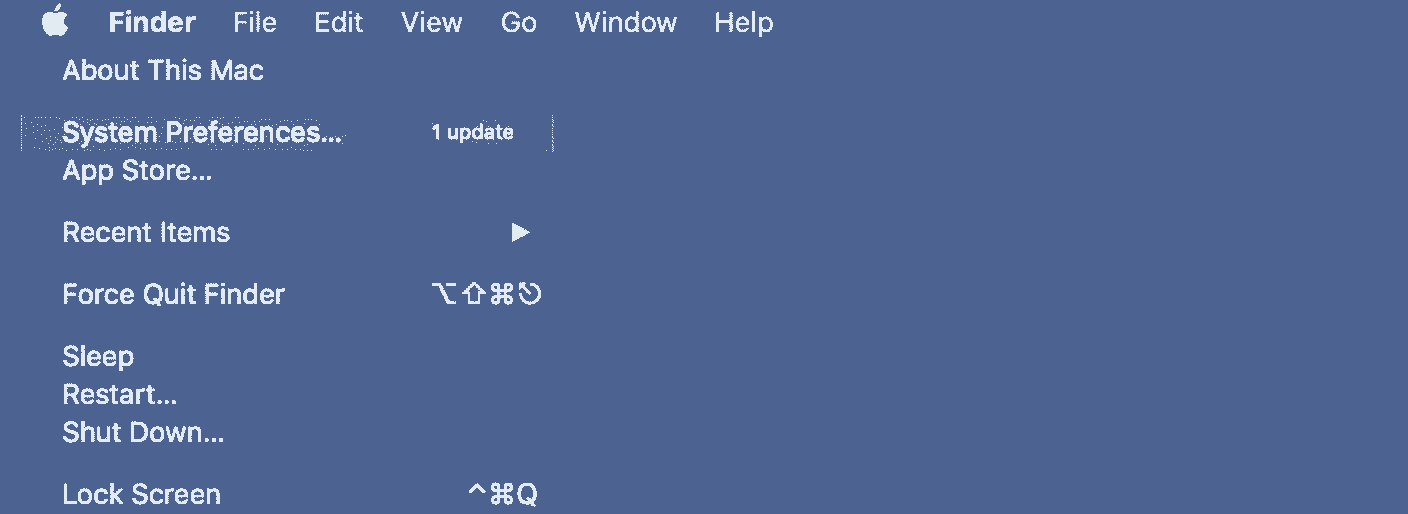 Finder File Edit View Go Window Help
About This Mac
System Preferences... 1 update
App Store...
Recent Items ▶
Force Quit Finder ⌥⇧⌘⎋
Sleep
Restart...
Shut Down...
Lock Screen ^⌘Q